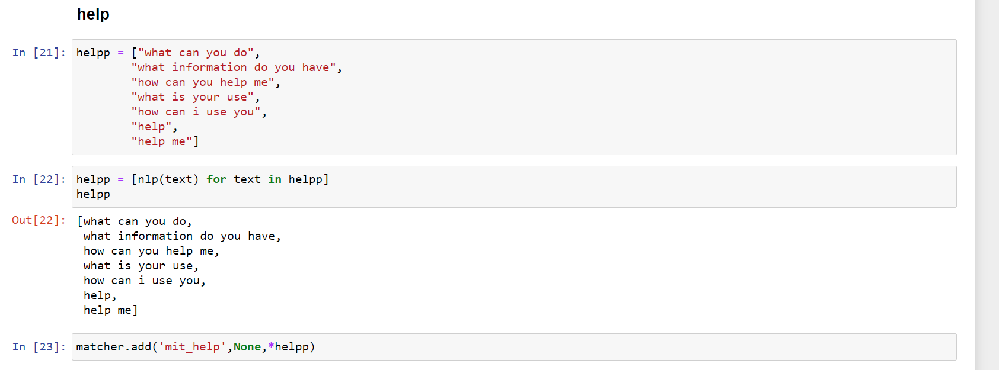 help
In [21]: helpp = ["what can you do",
"what information do you have",
"how can you help me",
"what is your use",
"how can i use you",
"help",
"help me"]
In [22]: helpp = [nlp(text) for text in helpp]
helpp
Out[22]: [what can you do,
what information do you have,
how can you help me,
what is your use,
how can i use you,
help,
help me]
In [23]: matcher.add('mit_help',None,*helpp)